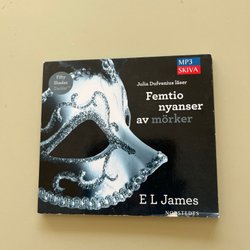 MP3
SKIVA
Julia Dufvenius läser
Fifty
Shades
Femtio
nyanser
av mörker
E L James
NORSTEDTS